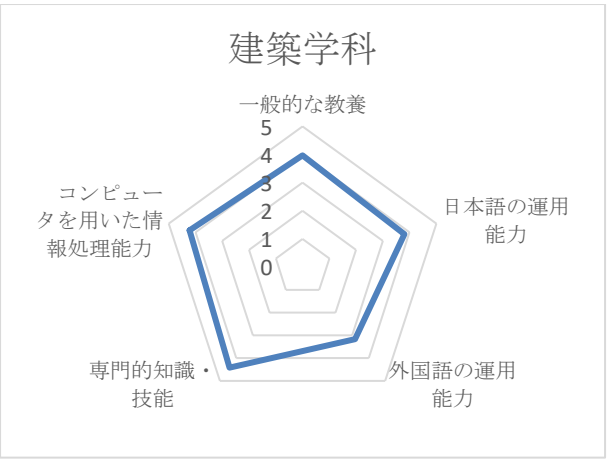 建築学科
一般的な教養
5
4
3
2
1
0
日本語の運用
能力
外国語の運用
能力
専門的知識・
技能
コンピュー
タを用いた情
報処理能力